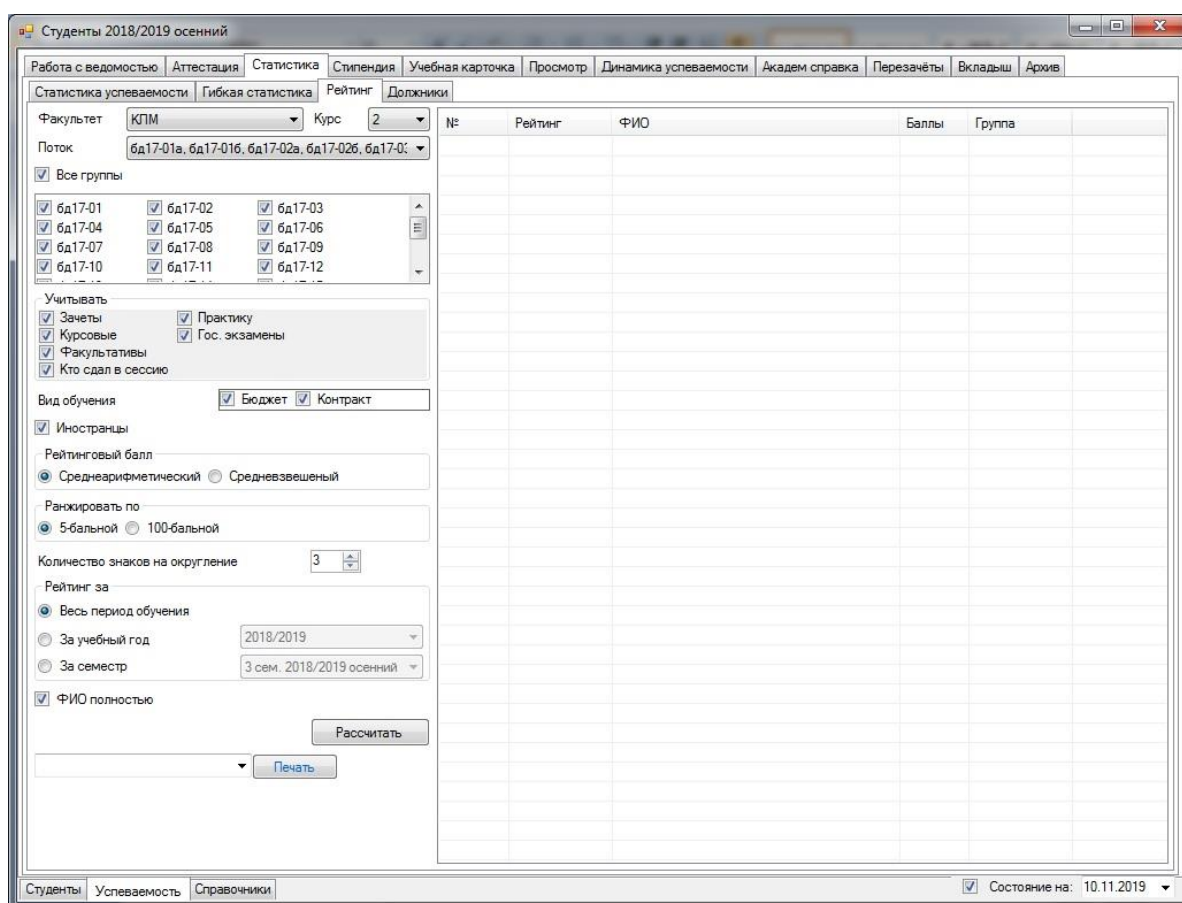 Студенты 2018/2019 осенний
Работа с ведомостью Аттестация Статистика Стипендия Учебная карточка Просмотр Динамика успеваемости Академ справка Перезачёты Вкладыш Архив
Статистика успеваемости Гибкая статистика Рейтинг Должники
Факультет КПМ Курс 2
№ Рейтинг ФИО Баллы Группа
Поток бд17-01а, бд17-01б, бд17-02а, бд17-02б, бд17-0
Все группы
бд17-01 бд17-02 бд17-03
бд17-04 бд17-05 бд17-06
бд17-07 бд17-08 бд17-09
бд17-10 бд17-11 бд17-12
Учитывать
Зачеты Практику
Курсовые Гос. экзамены
Факультативы
Кто сдал в сессию
Вид обучения Бюджет Контракт
Иностранцы
Рейтинговый балл
Среднеарифметический Средневзвешеный
Ранжировать по
5-бальной 100-бальной
Количество знаков на округление 3
Рейтинг за
Весь период обучения
За учебный год 2018/2019
За семестр 3 сем. 2018/2019 осенний
ФИО полностью
Рассчитать
Печать
Студенты Успеваемость Справочники Состояние на: 10.11.2019